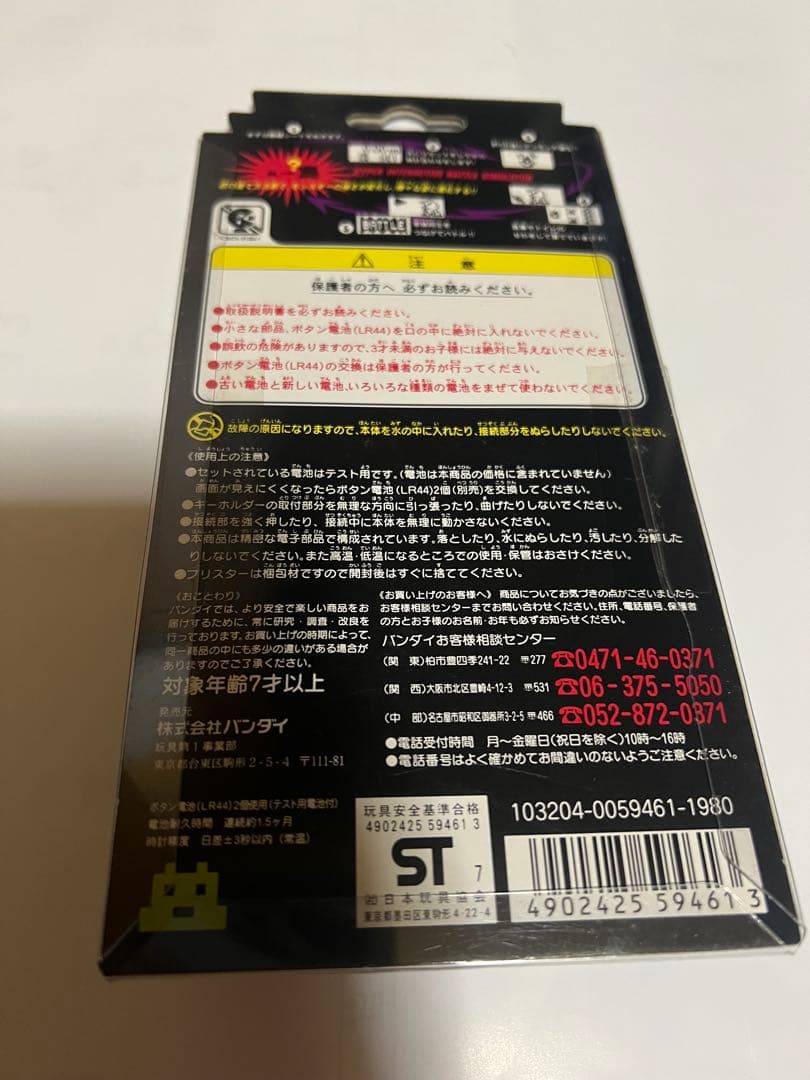 ?
HYPER INTERACTIVE BATTLE SIMULATION
BATTLE
注意
保護者の方へ 必ずお読みください。
●取扱説明書を必ずお読みください。
●小さな部品、ボタン電池(LR44)を口の中に絶対に入れないでください。
●誤飲の危険がありますので、3才未満のお子様には絶対に与えないでください。
●ボタン電池(LR44)の交換は保護者の方が行ってください。
●古い電池と新しい電池、いろいろな種類の電池をまぜて使わないでください。
故障の原因になりますので、本体を水の中に入れたり、接続部分をぬらしたりしないでください。
《使用上の注意》
●セットされている電池はテスト用です。(電池は本商品の価格に含まれていません)
画面が見えにくくなったらボタン電池(LR44)2個(別売)を交換してください。
●キーホルダーの取付部分を無理な方向に引っ張ったり、曲げたりしないでください。
●接続部を強く押したり、接続中に本体を無理に動かさないください。
●本商品は精密な電子部品で構成されています。落としたり、水にぬらしたり、汚したり、分解した
りしないでください。また高温・低温になるところでの使用・保管はおさけください。
●ブリスターは梱包材ですので開封後はすぐに捨ててください。
《おことわり》
バンダイでは、より安全で楽しい商品をお
届けするために、常に研究・調査・改良を
行っております。お買い上げの時期によって、
同一商品の中にも多少の違いがある場合が
ありますのでご了承ください。
対象年齢7才以上
発売元
株式会社バンダイ
玩具第1事業部
東京都台東区駒形2-5-4 〒111-81
《お買い上げのお客様へ》 商品についてお気づきの点がございましたら、
お客様相談センターまでお問い合わせください。住所、電話番号、保護者
の方とお子様のお名前・お年も必ずお知らせください。
バンダイお客様相談センター
(関 東)柏市豊四季241-22 〒277 ☎0471-46-0371
(関 西)大阪市北区豊崎4-12-3 〒531 ☎06-375-5050
(中 部)名古屋市昭和区御器所3-2-5 〒466 ☎052-872-0371
●電話受付時間 月〜金曜日(祝日を除く)10時〜16時
●電話番号はよく確かめてお間違いのないようご注意ください。
ボタン電池(LR44)2個使用(テスト用電池付)
電池耐久時間 連続約1.5ヶ月
時計精度 日差±3秒以内(常温)
玩具安全基準合格
4902425 59461 3
ST 7
㈳日本玩具協会
東京都墨田区東駒形4-22-4
103204-0059461-1980
4902425 594613